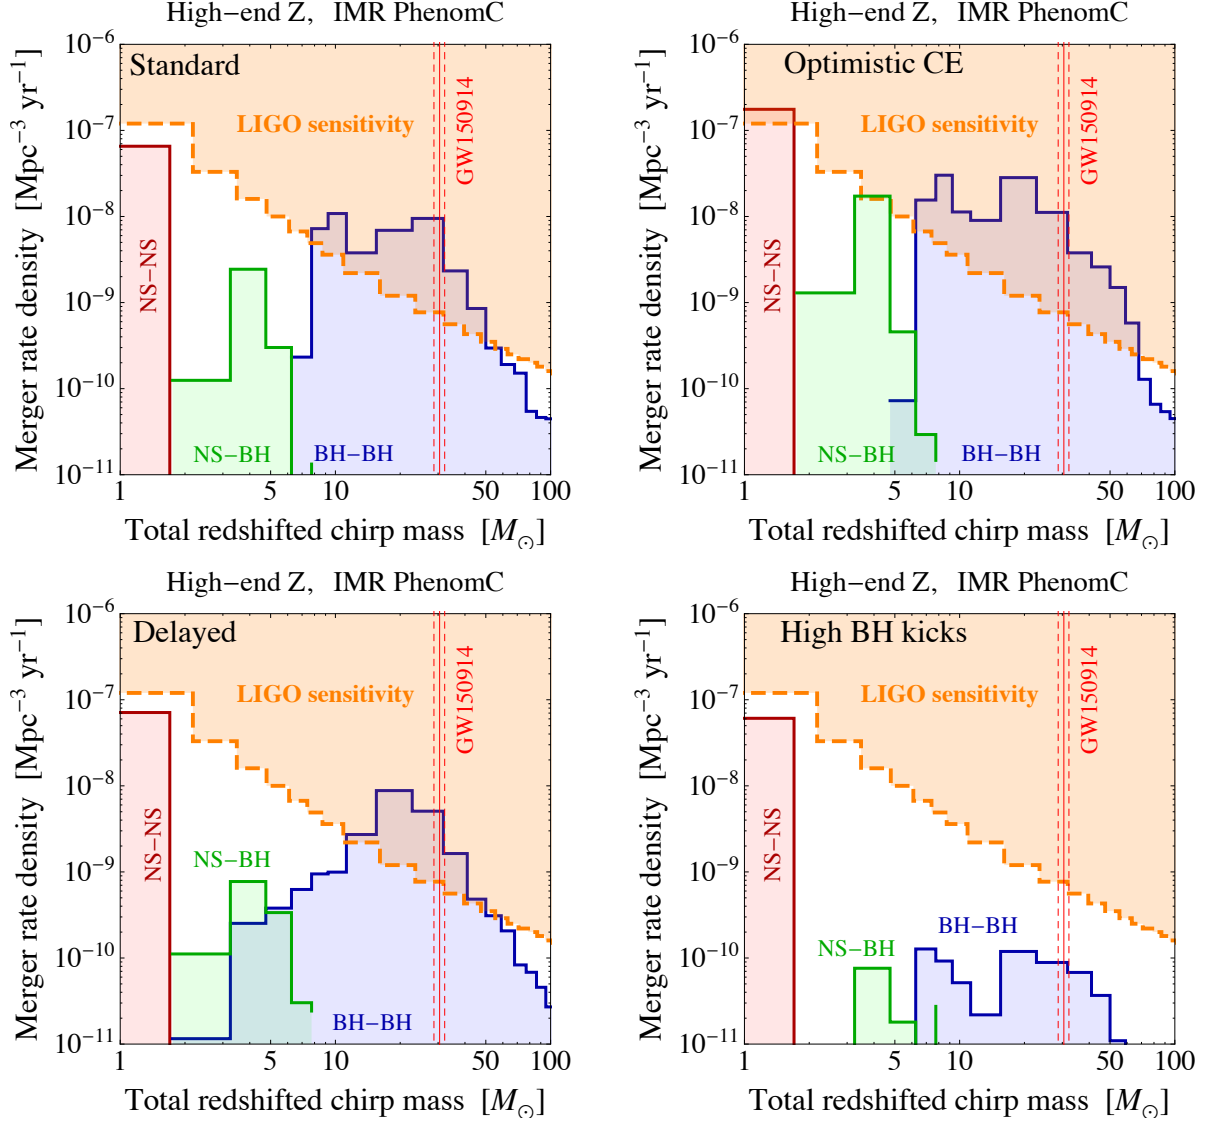 High−end Z, IMR PhenomC
Merger rate density [Mpc⁻³ yr⁻¹]
10⁻⁶
10⁻⁷
10⁻⁸
10⁻⁹
10⁻¹⁰
10⁻¹¹
Standard
LIGO sensitivity
GW150914
NS−NS
NS−BH
BH−BH
1 5 10 50 100
Total redshifted chirp mass [M☉]
High−end Z, IMR PhenomC
Merger rate density [Mpc⁻³ yr⁻¹]
10⁻⁶
10⁻⁷
10⁻⁸
10⁻⁹
10⁻¹⁰
10⁻¹¹
Optimistic CE
LIGO sensitivity
GW150914
NS−NS
NS−BH
BH−BH
1 5 10 50 100
Total redshifted chirp mass [M☉]
High−end Z, IMR PhenomC
Merger rate density [Mpc⁻³ yr⁻¹]
10⁻⁶
10⁻⁷
10⁻⁸
10⁻⁹
10⁻¹⁰
10⁻¹¹
Delayed
LIGO sensitivity
GW150914
NS−NS
NS−BH
BH−BH
1 5 10 50 100
Total redshifted chirp mass [M☉]
High−end Z, IMR PhenomC
Merger rate density [Mpc⁻³ yr⁻¹]
10⁻⁶
10⁻⁷
10⁻⁸
10⁻⁹
10⁻¹⁰
10⁻¹¹
High BH kicks
LIGO sensitivity
GW150914
NS−NS
BH−BH
NS−BH
1 5 10 50 100
Total redshifted chirp mass [M☉]